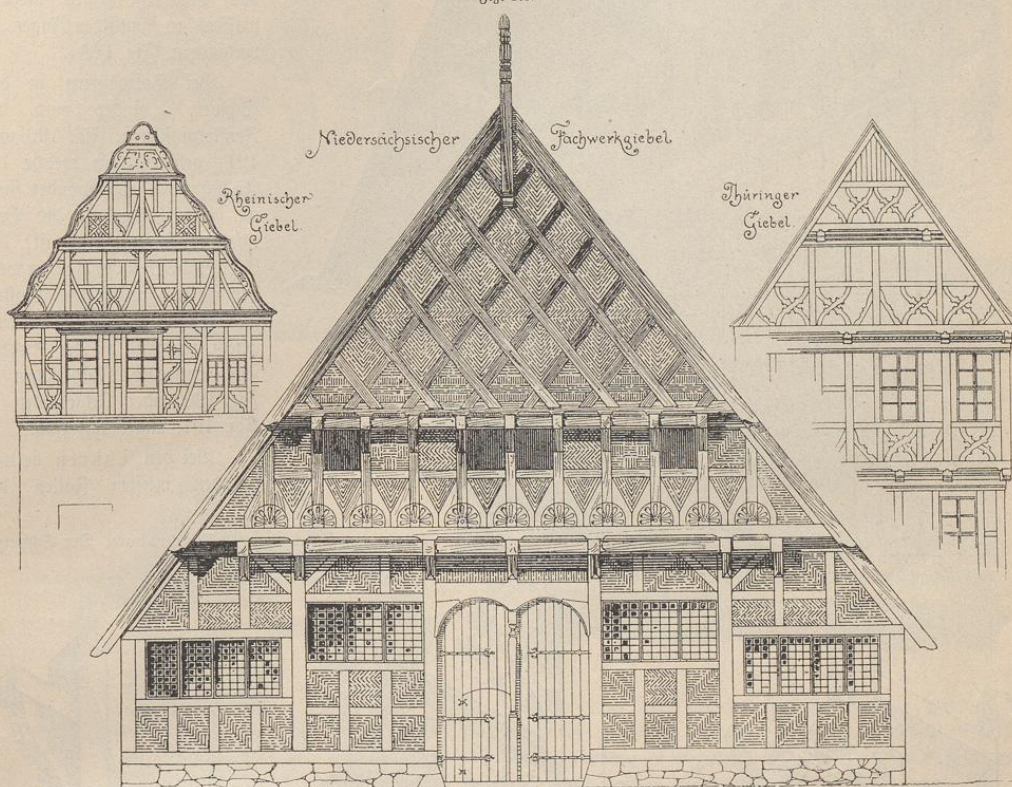 Niedersächsischer Fachwerkgiebel
Rheinischer
Giebel.
Thüringer
Giebel.